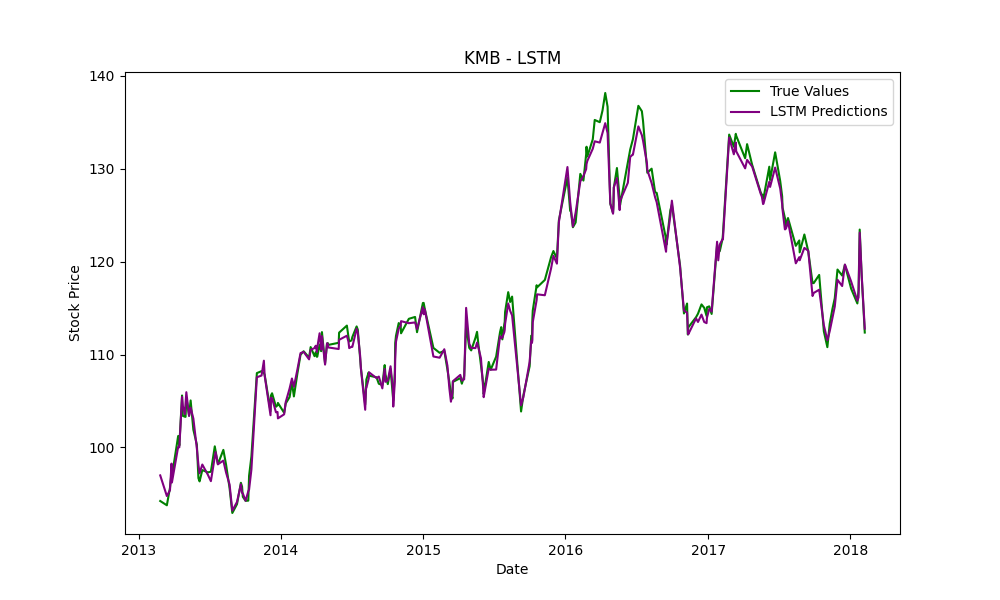 KMB - LSTM
True Values
LSTM Predictions
140
130
120
110
100
Stock Price
2013 2014 2015 2016 2017 2018
Date